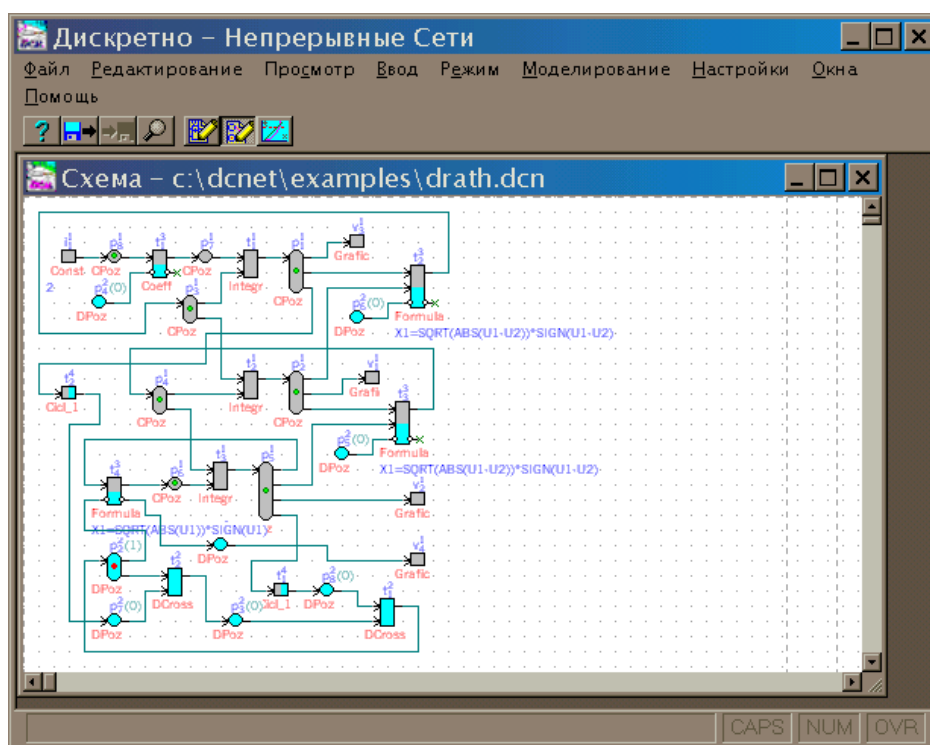 Дискретно – Непрерывные Сети
Файл Редактирование Просмотр Ввод Режим Моделирование Настройки Окна
Помощь
Схема – c:\dcnet\examples\drath.dcn
Grafic
Const CPoz Coeff CPoz Integr CPoz
2
DPoz CPoz DPoz Formula
X1=SQRT(ABS(U1-U2))*SIGN(U1-U2)
Cicl_1 CPoz Integr CPoz Grafi
DPoz Formula
X1=SQRT(ABS(U1-U2))*SIGN(U1-U2)
Formula CPoz Integr Grafic
X1=SQRT(ABS(U1))*SIGN(U1)
DPoz
DPoz DCross DPoz Grafic
DPoz DPoz DCross
CAPS NUM OVR